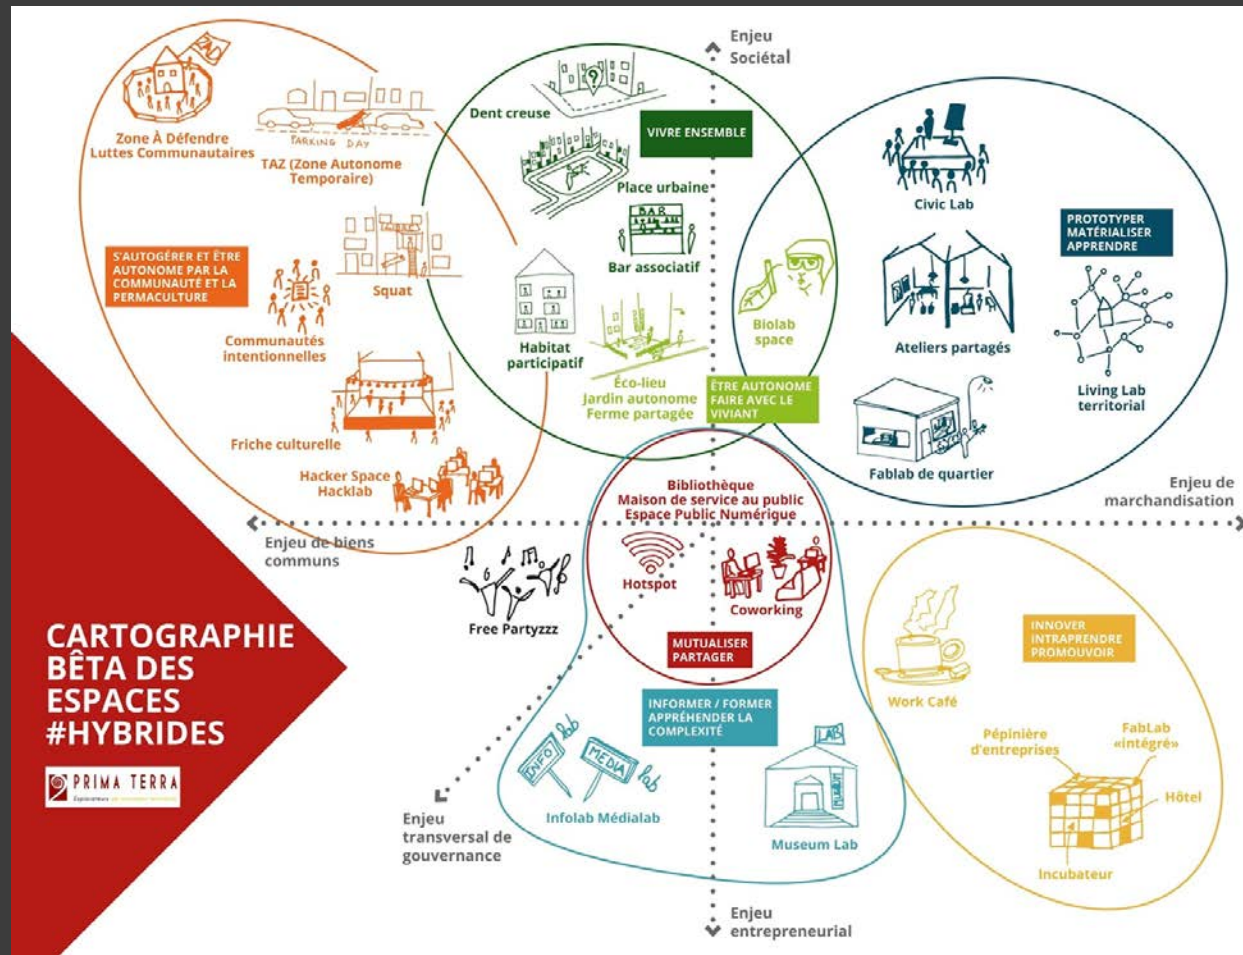 Enjeu
Sociétal
Zone À Défendre
Luttes Communautaires
PARKING DAY
TAZ (Zone Autonome
Temporaire)
S'AUTOGÉRER ET ÊTRE
AUTONOME PAR LA
COMMUNAUTÉ ET LA
PERMACULTURE
Squat
Communautés
intentionnelles
Friche culturelle
Hacker Space
Hacklab
Dent creuse
?
VIVRE ENSEMBLE
Place urbaine
BAR
Bar associatif
Habitat
participatif
Éco-lieu
Jardin autonome
Ferme partagée
Biolab
space
ÊTRE AUTONOME
FAIRE AVEC LE
VIVIANT
Civic Lab
PROTOTYPER
MATÉRIALISER
APPRENDRE
Ateliers partagés
Living Lab
territorial
Fablab de quartier
Enjeu de
marchandisation
Enjeu de biens
communs
Bibliothèque
Maison de service au public
Espace Public Numérique
Hotspot
Coworking
MUTUALISER
PARTAGER
Free Partyzzz
INFORMER / FORMER
APPRÉHENDER LA
COMPLEXITÉ
INFO lab
MEDIA lab
Infolab Médialab
LAB
MUSEUM
Museum Lab
INNOVER
INTRAPRENDRE
PROMOUVOIR
Work Café
Pépinière
d'entreprises
FabLab
«intégré»
Hôtel
Incubateur
Enjeu
transversal de
gouvernance
Enjeu
entrepreneurial
CARTOGRAPHIE
BÊTA DES
ESPACES
#HYBRIDES
PRIMA TERRA